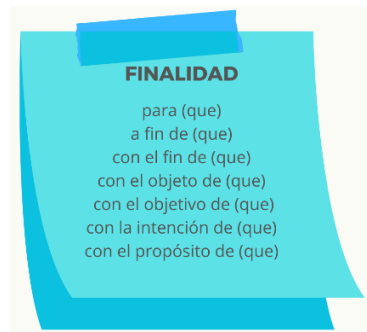 FINALIDAD
para (que)
a fin de (que)
con el fin de (que)
con el objeto de (que)
con el objetivo de (que)
con la intención de (que)
con el propósito de (que)